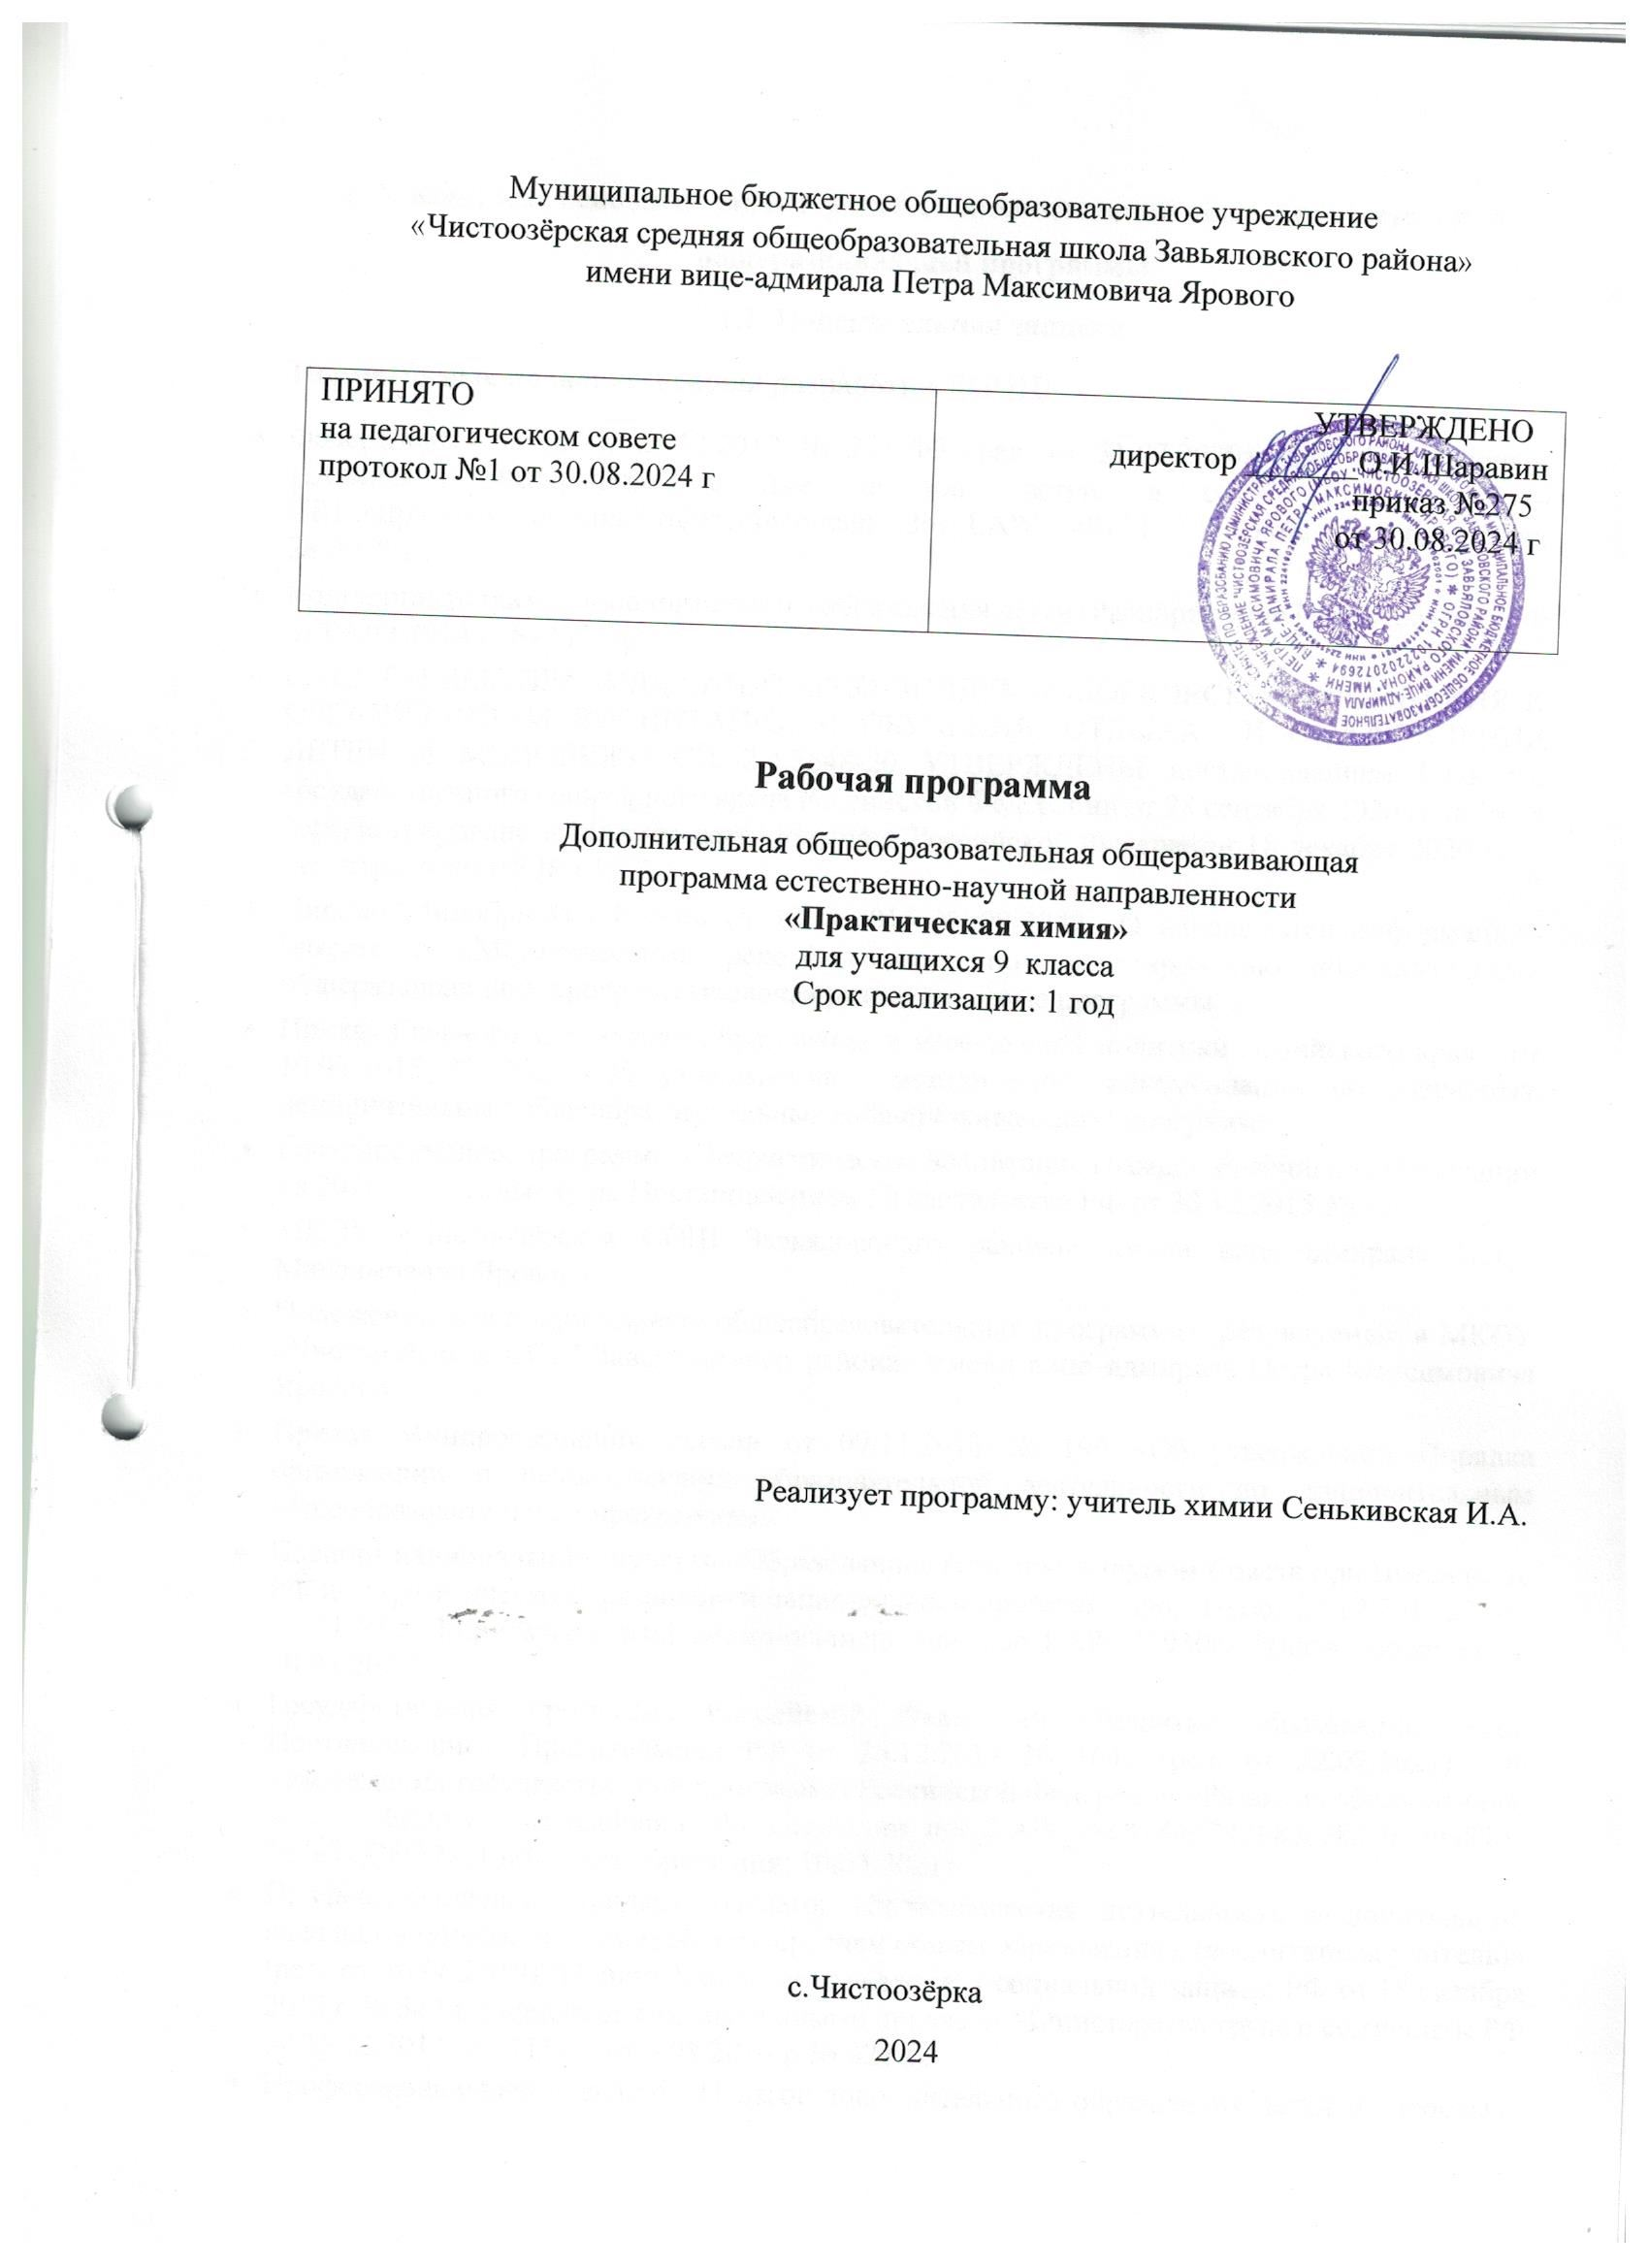 Муниципальное бюджетное общеобразовательное учреждение
«Чистоозёрская средняя общеобразовательная школа Завьяловского района»
имени вице-адмирала Петра Максимовича Ярового
ПРИНЯТО
на педагогическом совете
протокол №1 от 30.08.2024 г
УТВЕРЖДЕНО
директор ________О.И.Шаравин
приказ №275
от 30.08.2024 г
Рабочая программа
Дополнительная общеобразовательная общеразвивающая
программа естественно-научной направленности
«Практическая химия»
для учащихся 9 класса
Срок реализации: 1 год
Реализует программу: учитель химии Сенькивская И.А.
с.Чистоозёрка
2024